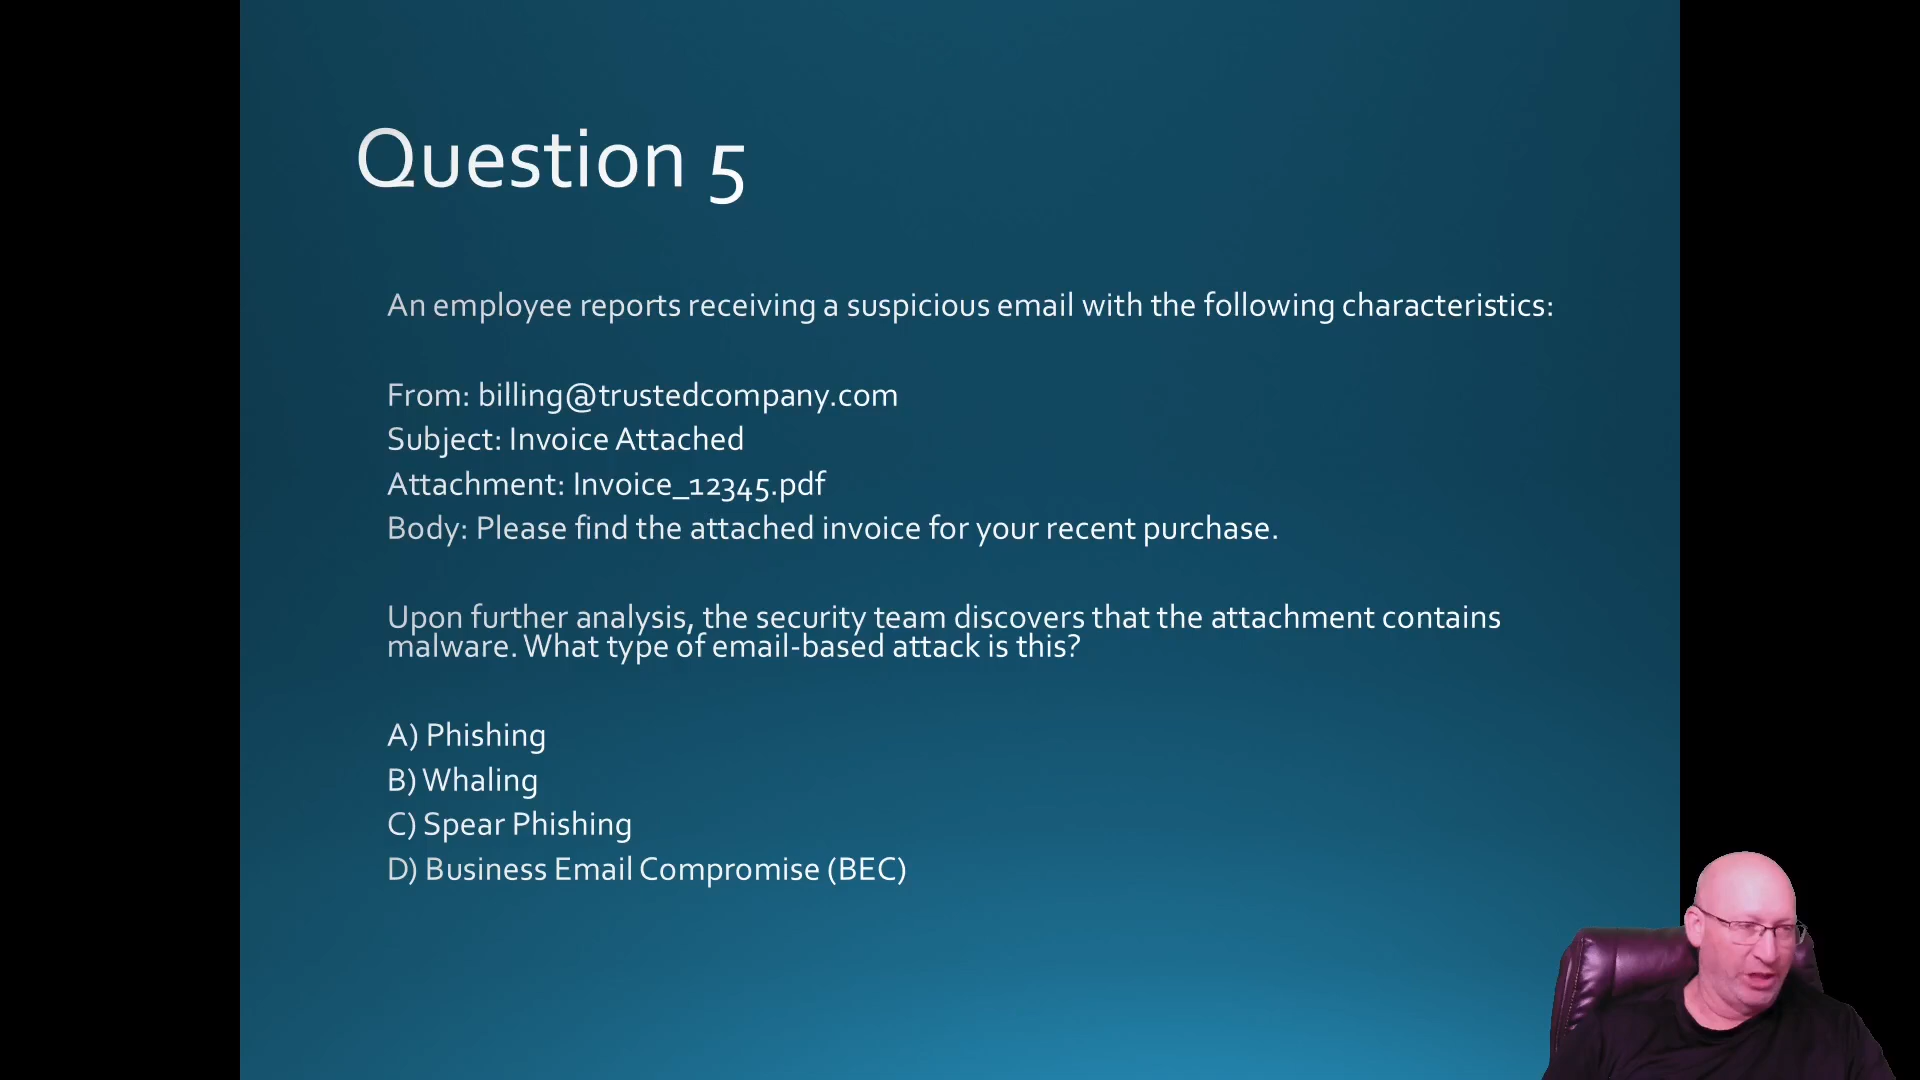 Question 5
An employee reports receiving a suspicious email with the following characteristics:
From: billing@trustedcompany.com
Subject: Invoice Attached
Attachment: Invoice_12345.pdf
Body: Please find the attached invoice for your recent purchase.
Upon further analysis, the security team discovers that the attachment contains
malware. What type of email-based attack is this?
A) Phishing
B) Whaling
C) Spear Phishing
D) Business Email Compromise (BEC)